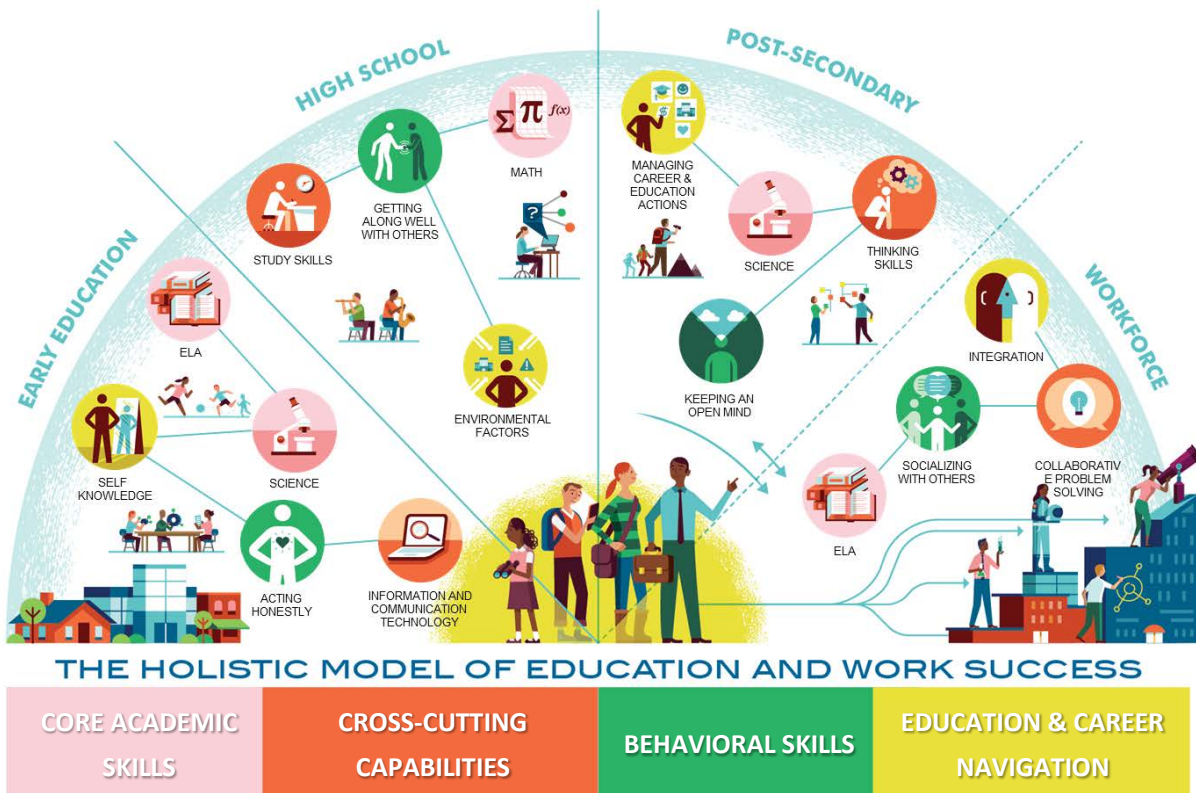 EARLY EDUCATION
HIGH SCHOOL
POST-SECONDARY
WORKFORCE
ELA
SELF
KNOWLEDGE
SCIENCE
ACTING
HONESTLY
INFORMATION AND
COMMUNICATION
TECHNOLOGY
STUDY SKILLS
GETTING
ALONG WELL
WITH OTHERS
Σ π f(x)
MATH
?
ENVIRONMENTAL
FACTORS
$
MANAGING
CAREER &
EDUCATION
ACTIONS
SCIENCE
THINKING
SKILLS
KEEPING AN
OPEN MIND
INTEGRATION
SOCIALIZING
WITH OTHERS
COLLABORATIV
E PROBLEM
SOLVING
ELA
THE HOLISTIC MODEL OF EDUCATION AND WORK SUCCESS
CORE ACADEMIC
SKILLS
CROSS-CUTTING
CAPABILITIES
BEHAVIORAL SKILLS
EDUCATION & CAREER
NAVIGATION